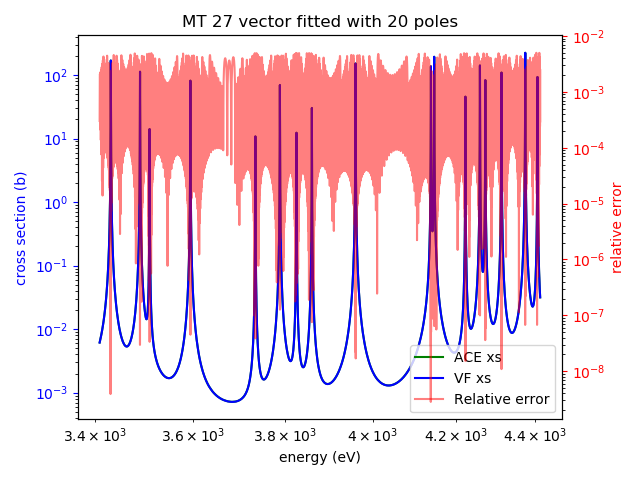 MT 27 vector fitted with 20 poles
10² 10⁻²
10⁻³
10¹ 10⁻⁴
10⁰ 10⁻⁵
10⁻¹ 10⁻⁶
10⁻⁷
10⁻² 10⁻⁸
10⁻³
cross section (b)
relative error
ACE xs
VF xs
Relative error
3.4 × 10³ 3.6 × 10³ 3.8 × 10³ 4 × 10³ 4.2 × 10³ 4.4 × 10³
energy (eV)